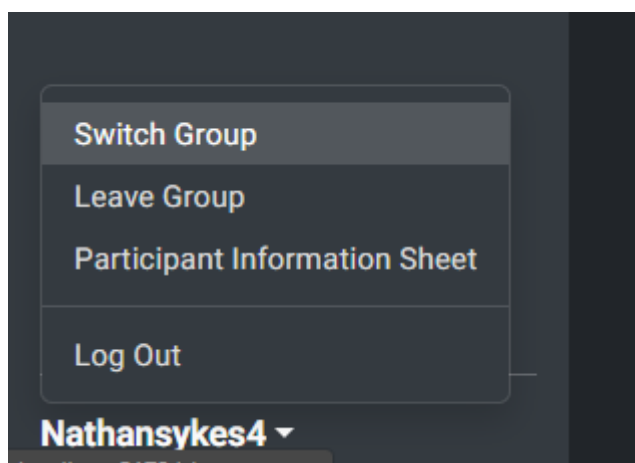 Switch Group
Leave Group
Participant Information Sheet
Log Out
Nathansykes4